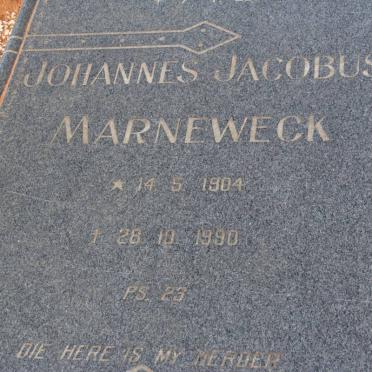 JOHANNES JACOBUS
MARNEWECK
★ 14 5 1904
† 28 10 1990
PS. 23
DIE HERE IS MY HERDER